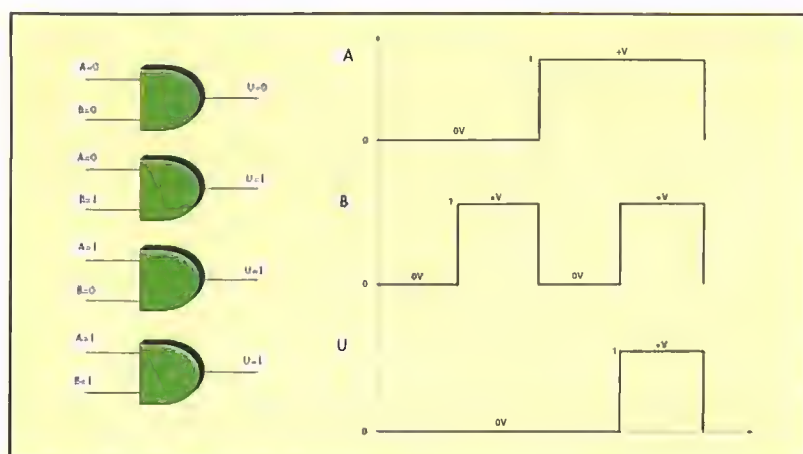 A=0
B=0
U=0
A=0
B=1
U=1
A=1
B=0
U=1
A=1
B=1
U=1
A
1
+V
0
0V
B
1
+V
+V
0
0V
0V
U
1
+V
0
0V